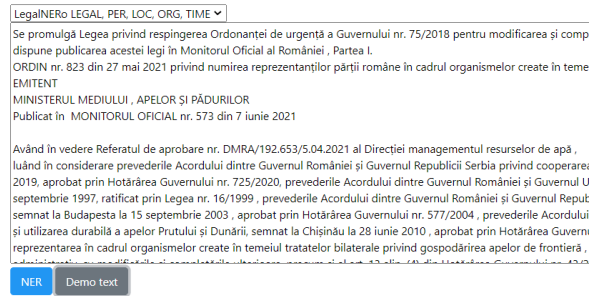 LegalNERo LEGAL, PER, LOC, ORG, TIME
Se promulgă Legea privind respingerea Ordonanței de urgență a Guvernului nr. 75/2018 pentru modificarea și comp
dispune publicarea acestei legi în Monitorul Oficial al României , Partea I.
ORDIN nr. 823 din 27 mai 2021 privind numirea reprezentanților părții române în cadrul organismelor create în teme
EMITENT
MINISTERUL MEDIULUI , APELOR ȘI PĂDURILOR
Publicat în MONITORUL OFICIAL nr. 573 din 7 iunie 2021
Având în vedere Referatul de aprobare nr. DMRA/192.653/5.04.2021 al Direcției managementul resurselor de apă ,
luând în considerare prevederile Acordului dintre Guvernul României și Guvernul Republicii Serbia privind cooperarea
2019, aprobat prin Hotărârea Guvernului nr. 725/2020, prevederile Acordului dintre Guvernul României și Guvernul U
septembrie 1997, ratificat prin Legea nr. 16/1999 , prevederile Acordului dintre Guvernul României și Guvernul Repub
semnat la Budapesta la 15 septembrie 2003 , aprobat prin Hotărârea Guvernului nr. 577/2004 , prevederile Acordului
și utilizarea durabilă a apelor Prutului și Dunării, semnat la Chișinău la 28 iunie 2010 , aprobat prin Hotărârea Guvern
reprezentarea în cadrul organismelor create în temeiul tratatelor bilaterale privind gospodărirea apelor de frontieră ,
NER Demo text